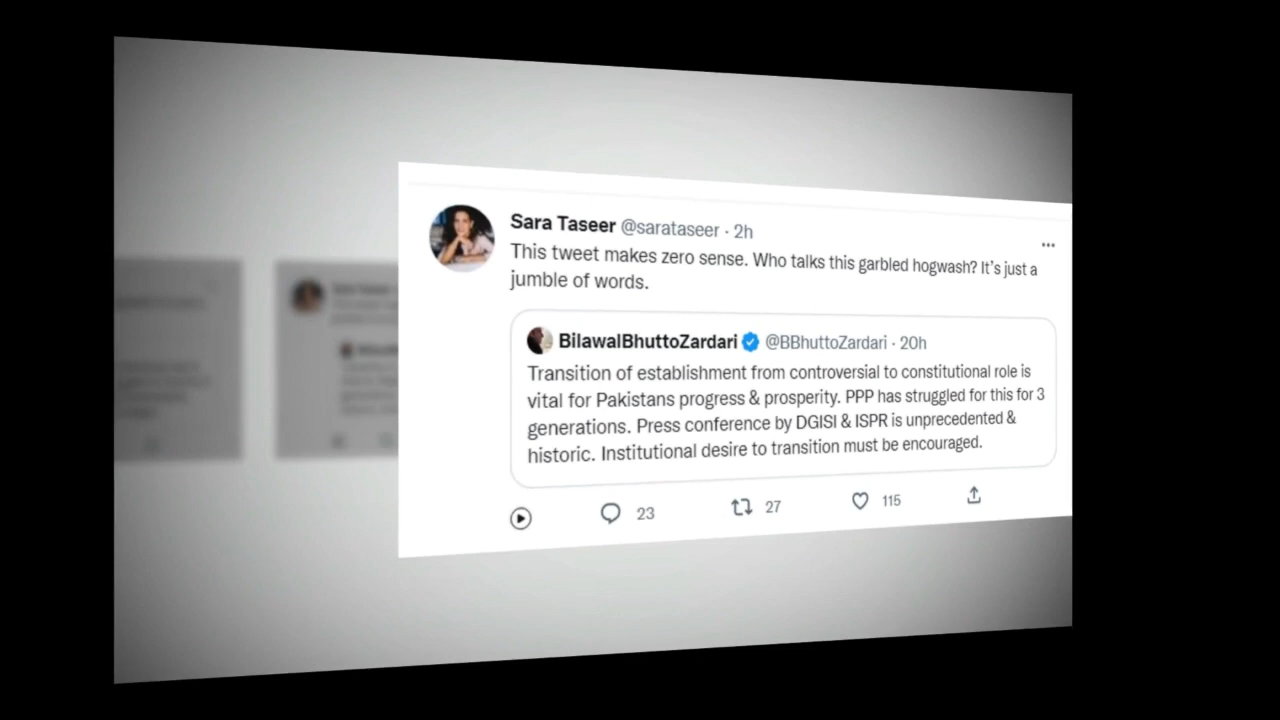 Sara Taseer @sarataseer · 2h
This tweet makes zero sense. Who talks this garbled hogwash? It's just a
jumble of words.
BilawalBhuttoZardari @BBhuttoZardari · 20h
Transition of establishment from controversial to constitutional role is
vital for Pakistans progress & prosperity. PPP has struggled for this for 3
generations. Press conference by DGISI & ISPR is unprecedented &
historic. Institutional desire to transition must be encouraged.
23 27 115